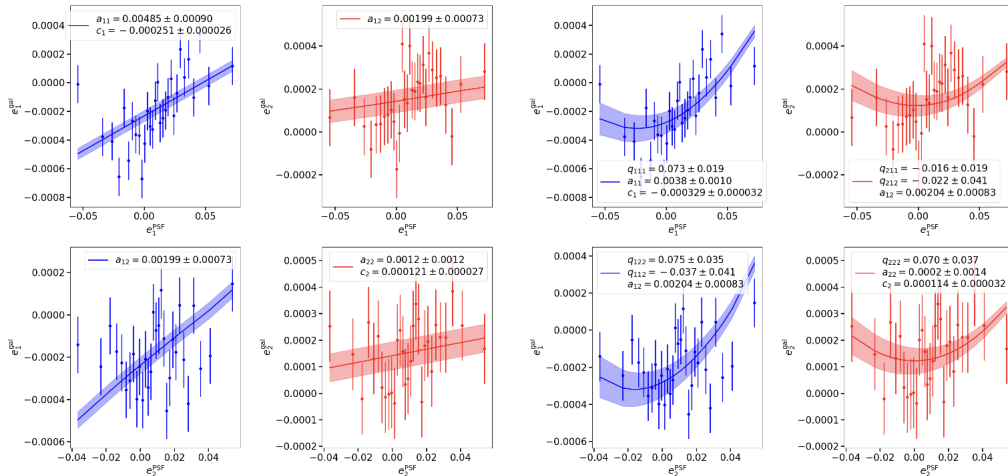 a₁₁ = 0.00485 ± 0.00090
c₁ = −0.000251 ± 0.000026
0.0004
0.0002
0.0000
−0.0002
−0.0004
−0.0006
−0.0008
e₁^gal
−0.05 0.00 0.05
e₁^PSF
a₁₂ = 0.00199 ± 0.00073
0.0004
0.0002
0.0000
−0.0002
e₂^gal
−0.05 0.00 0.05
e₁^PSF
0.0004
0.0002
0.0000
−0.0002
−0.0004
−0.0006
−0.0008
e₁^gal
q₁₁₁ = 0.073 ± 0.019
a₁₁ = 0.0038 ± 0.0010
c₁ = −0.000329 ± 0.000032
−0.05 0.00 0.05
e₁^PSF
0.0004
0.0002
0.0000
−0.0002
e₂^gal
q₂₁₁ = −0.016 ± 0.019
q₂₁₂ = −0.022 ± 0.041
a₁₂ = 0.00204 ± 0.00083
−0.05 0.00 0.05
e₁^PSF
a₁₂ = 0.00199 ± 0.00073
0.0002
0.0000
−0.0002
−0.0004
−0.0006
e₁^gal
−0.04 −0.02 0.00 0.02 0.04
e₂^PSF
a₂₂ = 0.0012 ± 0.0012
c₂ = 0.000121 ± 0.000027
0.0005
0.0004
0.0003
0.0002
0.0001
0.0000
−0.0001
−0.0002
e₂^gal
−0.04 −0.02 0.00 0.02 0.04
e₂^PSF
q₁₂₂ = 0.075 ± 0.035
q₁₁₂ = −0.037 ± 0.041
a₁₂ = 0.00204 ± 0.00083
0.0004
0.0002
0.0000
−0.0002
−0.0004
−0.0006
e₁^gal
−0.04 −0.02 0.00 0.02 0.04
e₂^PSF
q₂₂₂ = 0.070 ± 0.037
a₂₂ = 0.0002 ± 0.0014
c₂ = 0.000114 ± 0.000032
0.0005
0.0004
0.0003
0.0002
0.0001
0.0000
−0.0001
−0.0002
e₂^gal
−0.04 −0.02 0.00 0.02 0.04
e₂^PSF